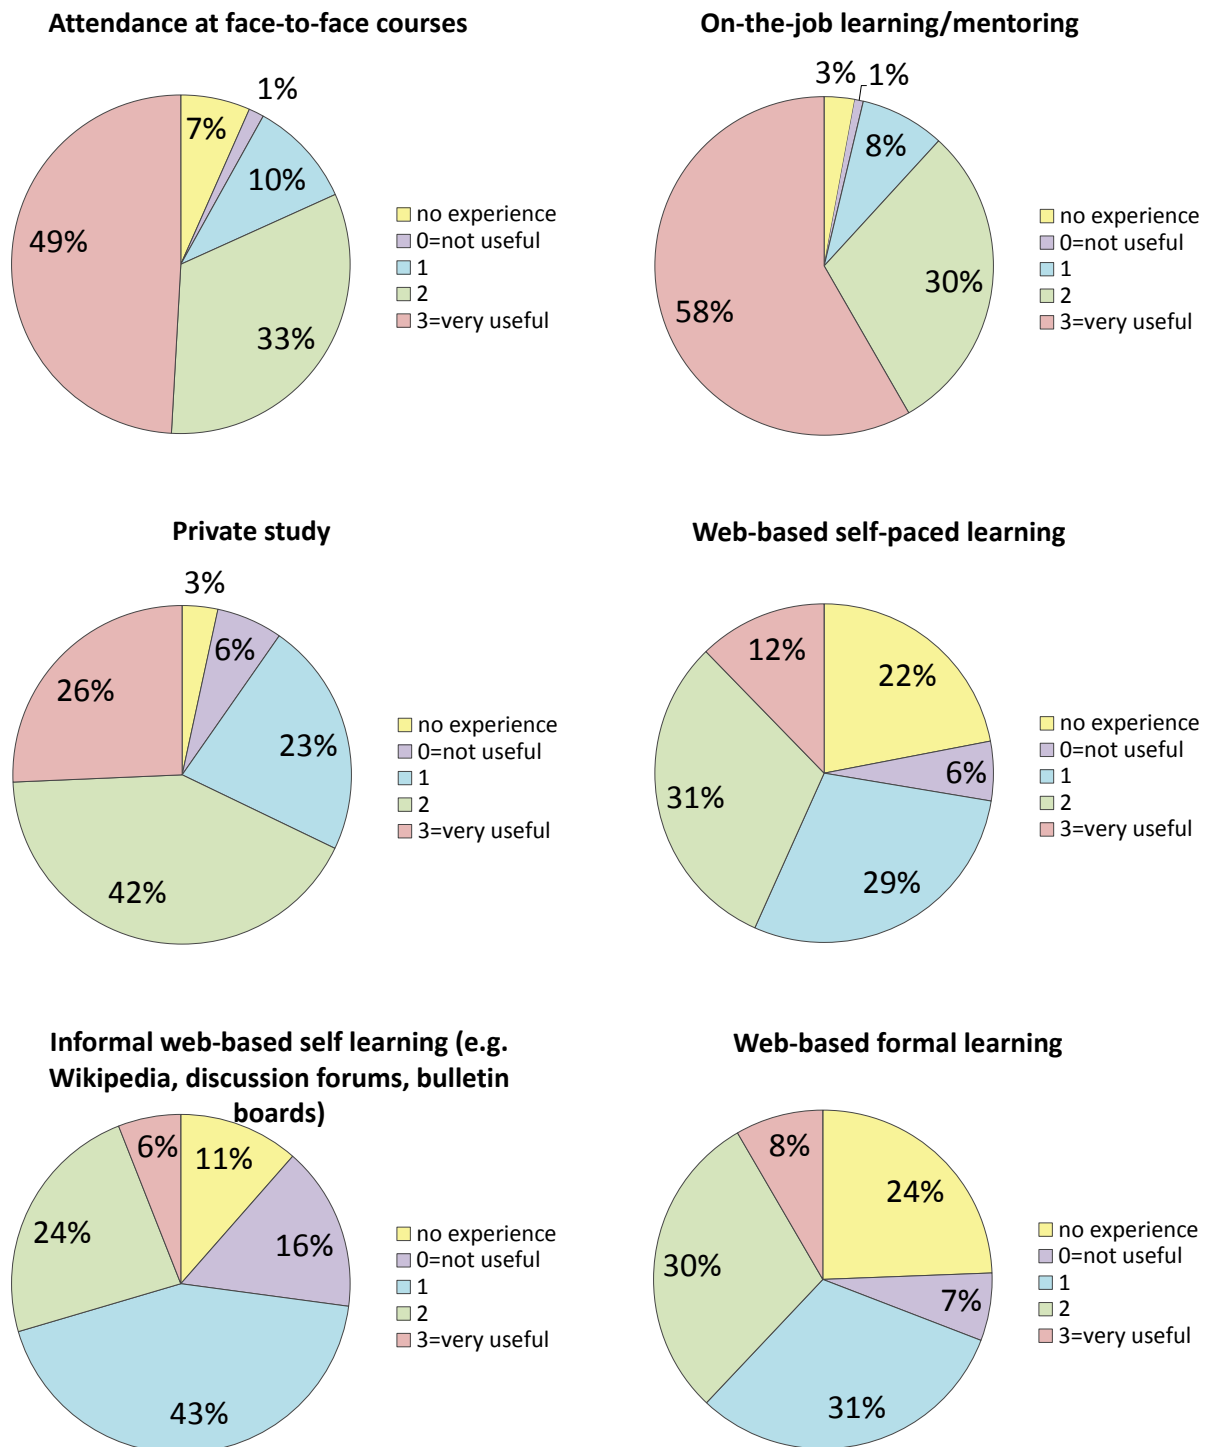 Attendance at face-to-face courses
7%
1%
10%
33%
49%
no experience
0=not useful
1
2
3=very useful
On-the-job learning/mentoring
3%
1%
8%
30%
58%
no experience
0=not useful
1
2
3=very useful
Private study
3%
6%
23%
42%
26%
no experience
0=not useful
1
2
3=very useful
Web-based self-paced learning
22%
6%
29%
31%
12%
no experience
0=not useful
1
2
3=very useful
Informal web-based self learning (e.g.
Wikipedia, discussion forums, bulletin
boards)
11%
16%
43%
24%
6%
no experience
0=not useful
1
2
3=very useful
Web-based formal learning
24%
7%
31%
30%
8%
no experience
0=not useful
1
2
3=very useful